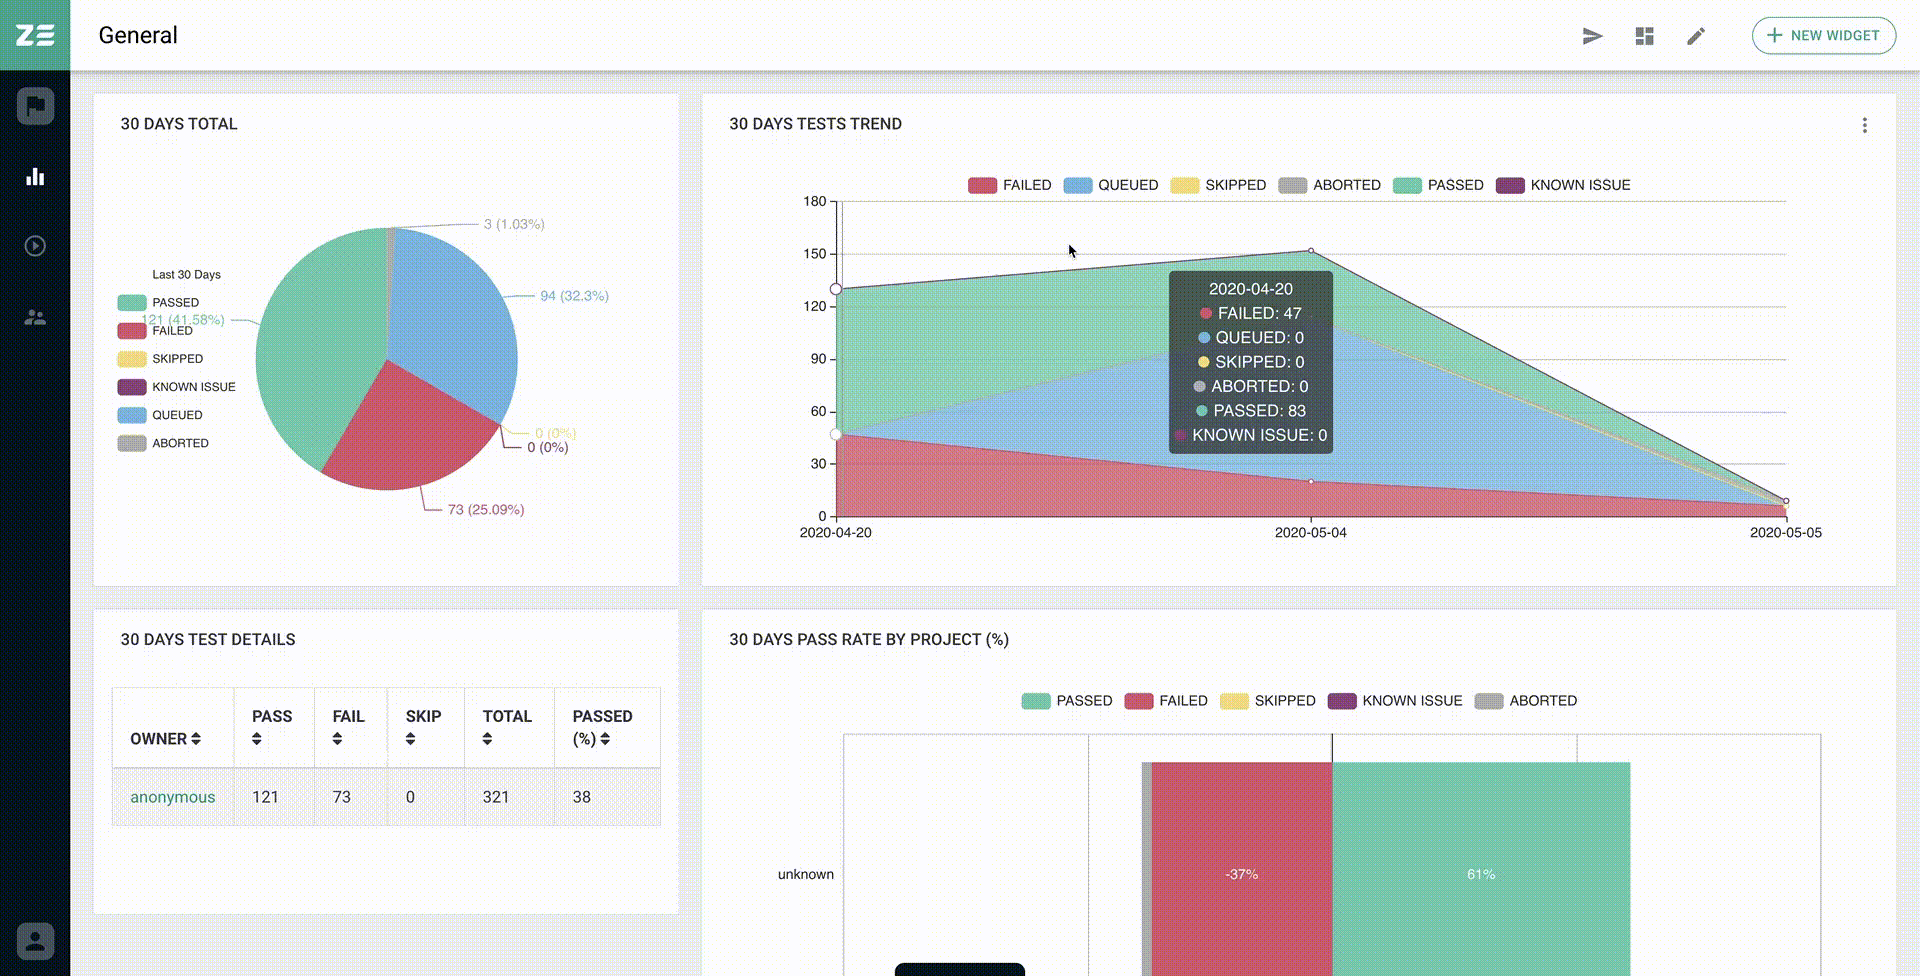 ZE
General
NEW WIDGET
30 DAYS TOTAL
3 (1.03%)
Last 30 Days
94 (32.3%)
PASSED
121 (41.58%)
FAILED
SKIPPED
KNOWN ISSUE
QUEUED
0 (0%)
ABORTED
0 (0%)
73 (25.09%)
30 DAYS TESTS TREND
FAILED QUEUED SKIPPED ABORTED PASSED KNOWN ISSUE
180
150
120
90
60
30
0
2020-04-20
FAILED: 47
QUEUED: 0
SKIPPED: 0
ABORTED: 0
PASSED: 83
KNOWN ISSUE: 0
2020-04-20 2020-05-04 2020-05-05
30 DAYS TEST DETAILS
OWNER PASS FAIL SKIP TOTAL PASSED (%)
anonymous 121 73 0 321 38
30 DAYS PASS RATE BY PROJECT (%)
PASSED FAILED SKIPPED KNOWN ISSUE ABORTED
unknown -37% 61%